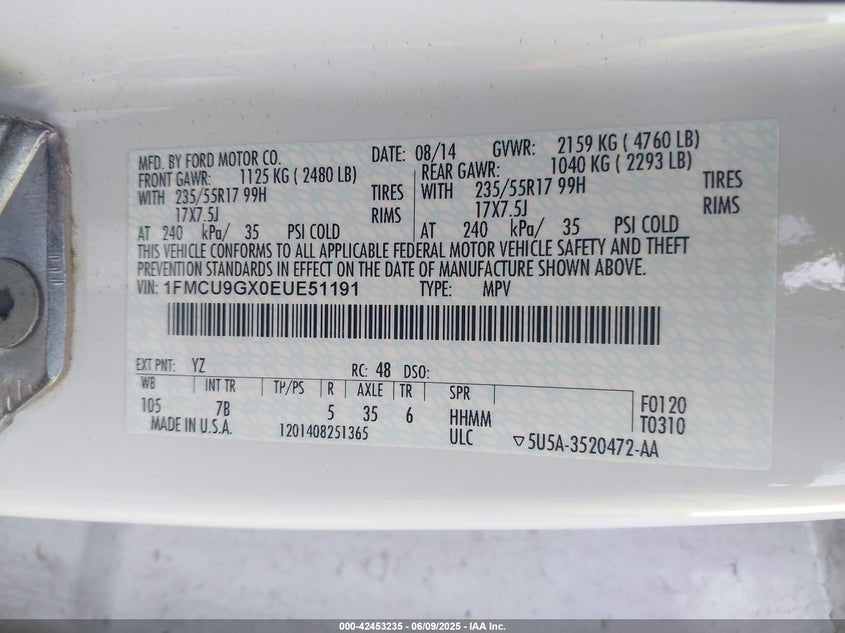 MFD. BY FORD MOTOR CO. DATE: 08/14 GVWR: 2159 KG ( 4760 LB)
FRONT GAWR: 1125 KG ( 2480 LB) REAR GAWR: 1040 KG ( 2293 LB)
WITH 235/55R17 99H TIRES WITH 235/55R17 99H TIRES
17X7.5J RIMS 17X7.5J RIMS
AT 240 kPa/ 35 PSI COLD AT 240 kPa/ 35 PSI COLD
THIS VEHICLE CONFORMS TO ALL APPLICABLE FEDERAL MOTOR VEHICLE SAFETY AND THEFT
PREVENTION STANDARDS IN EFFECT ON THE DATE OF MANUFACTURE SHOWN ABOVE.
VIN: 1FMCU9GX0EUE51191 TYPE: MPV
EXT PNT: YZ RC: 48 DSO:
WB INT TR TP/PS R AXLE TR SPR
105 7B 5 35 6 HHMM F0120
MADE IN U.S.A. 1201408251365 ULC ▽5U5A-3520472-AA T0310
000-42453235 - 06/09/2025 - IAA Inc.